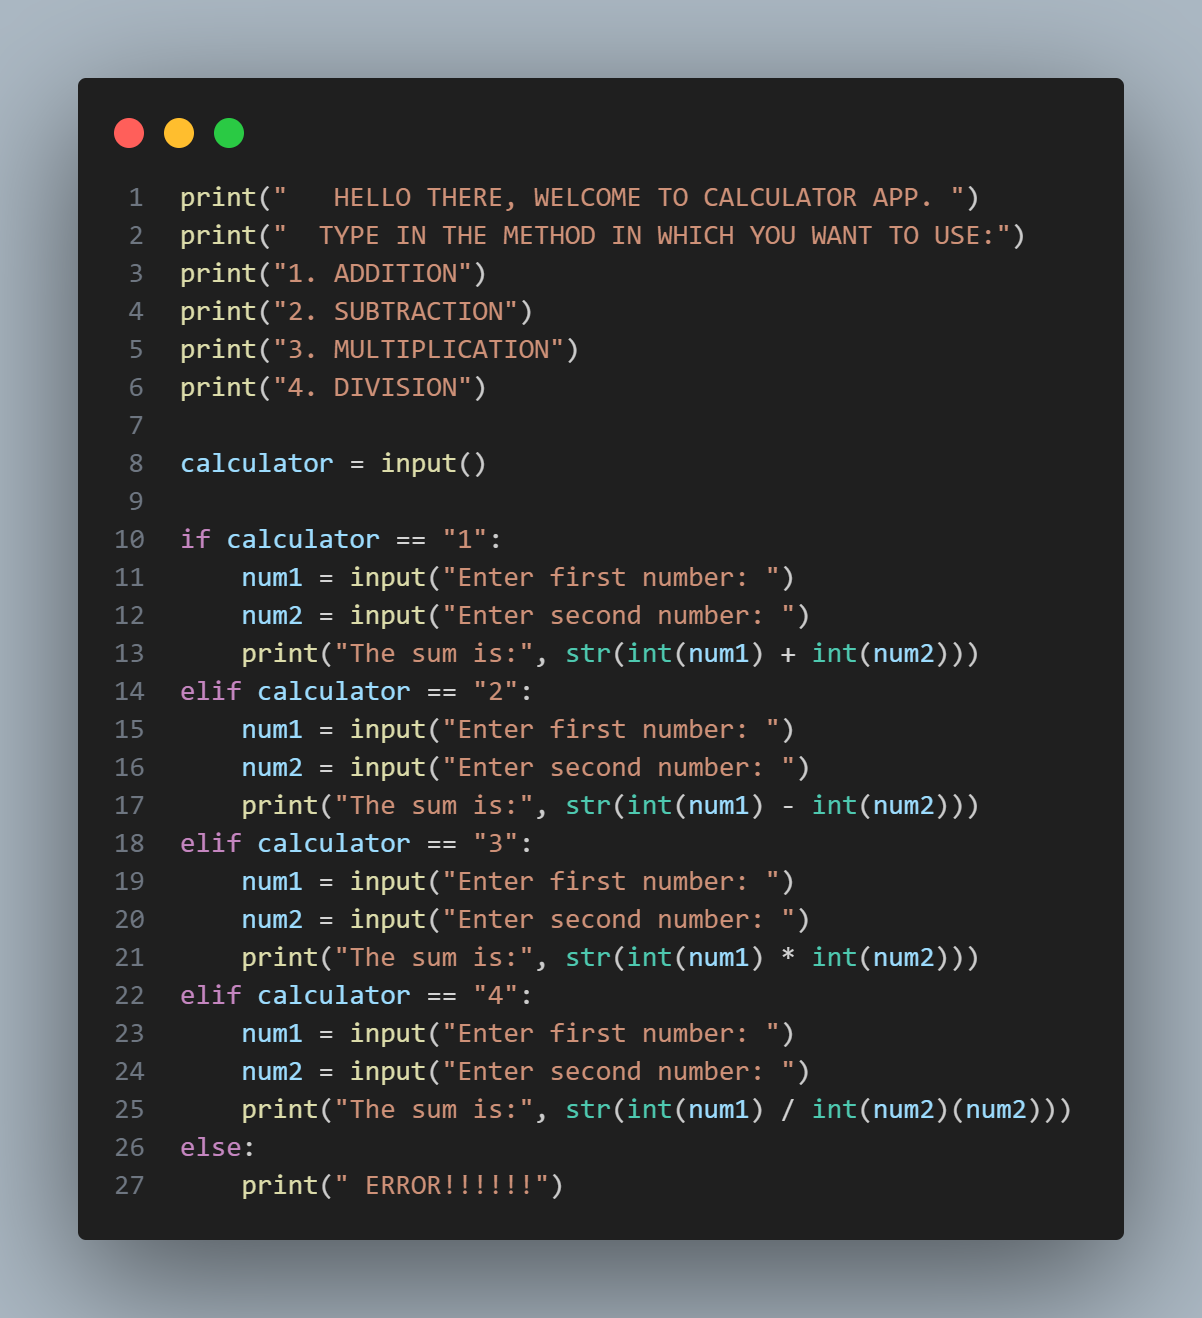 1 print("   HELLO THERE, WELCOME TO CALCULATOR APP. ")
2 print("  TYPE IN THE METHOD IN WHICH YOU WANT TO USE:")
3 print("1. ADDITION")
4 print("2. SUBTRACTION")
5 print("3. MULTIPLICATION")
6 print("4. DIVISION")
7
8 calculator = input()
9
10 if calculator == "1":
11     num1 = input("Enter first number: ")
12     num2 = input("Enter second number: ")
13     print("The sum is:", str(int(num1) + int(num2)))
14 elif calculator == "2":
15     num1 = input("Enter first number: ")
16     num2 = input("Enter second number: ")
17     print("The sum is:", str(int(num1) - int(num2)))
18 elif calculator == "3":
19     num1 = input("Enter first number: ")
20     num2 = input("Enter second number: ")
21     print("The sum is:", str(int(num1) * int(num2)))
22 elif calculator == "4":
23     num1 = input("Enter first number: ")
24     num2 = input("Enter second number: ")
25     print("The sum is:", str(int(num1) / int(num2)(num2)))
26 else:
27     print(" ERROR!!!!!!")